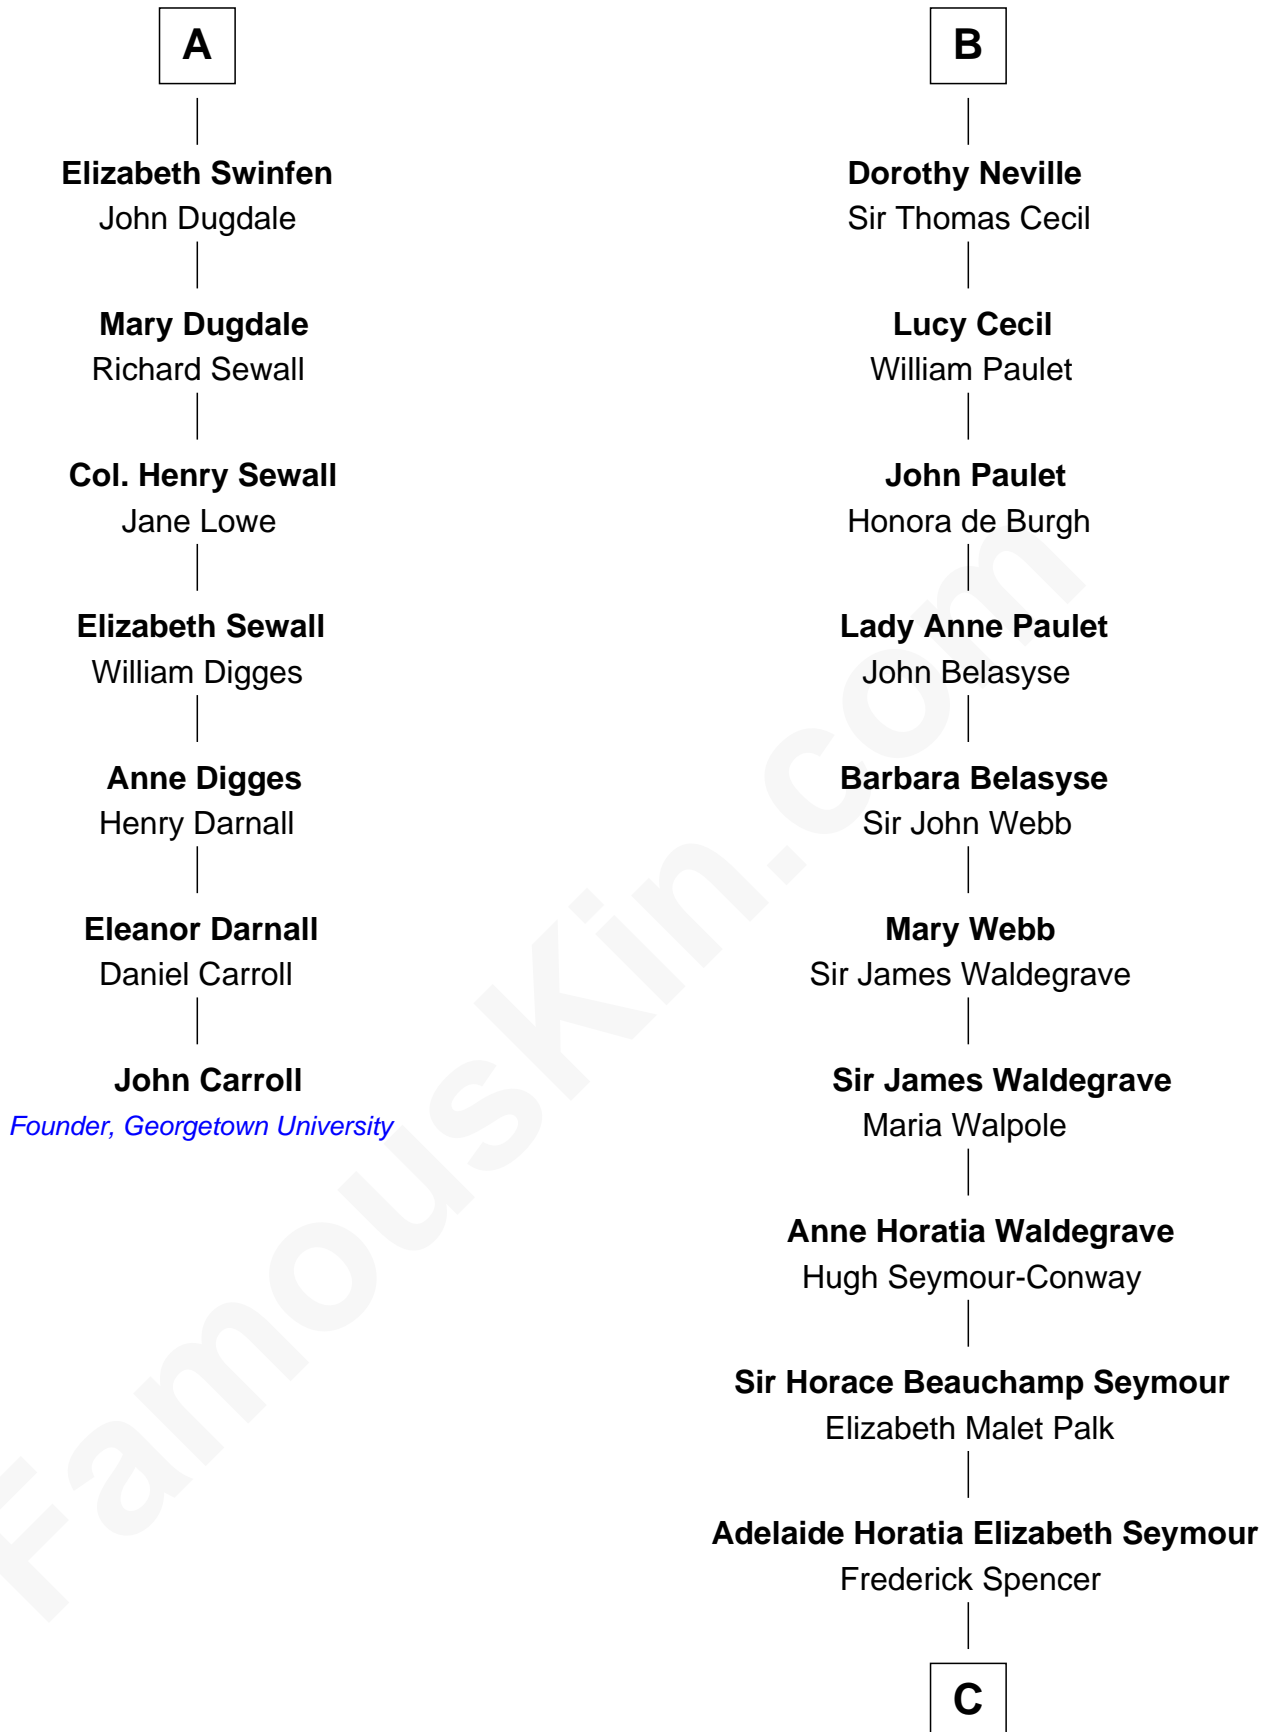 A
Elizabeth Swinfen
John Dugdale
Mary Dugdale
Richard Sewall
Col. Henry Sewall
Jane Lowe
Elizabeth Sewall
William Digges
Anne Digges
Henry Darnall
Eleanor Darnall
Daniel Carroll
John Carroll
Founder, Georgetown University
B
Dorothy Neville
Sir Thomas Cecil
Lucy Cecil
William Paulet
John Paulet
Honora de Burgh
Lady Anne Paulet
John Belasyse
Barbara Belasyse
Sir John Webb
Mary Webb
Sir James Waldegrave
Sir James Waldegrave
Maria Walpole
Anne Horatia Waldegrave
Hugh Seymour-Conway
Sir Horace Beauchamp Seymour
Elizabeth Malet Palk
Adelaide Horatia Elizabeth Seymour
Frederick Spencer
C
FamousKin.com